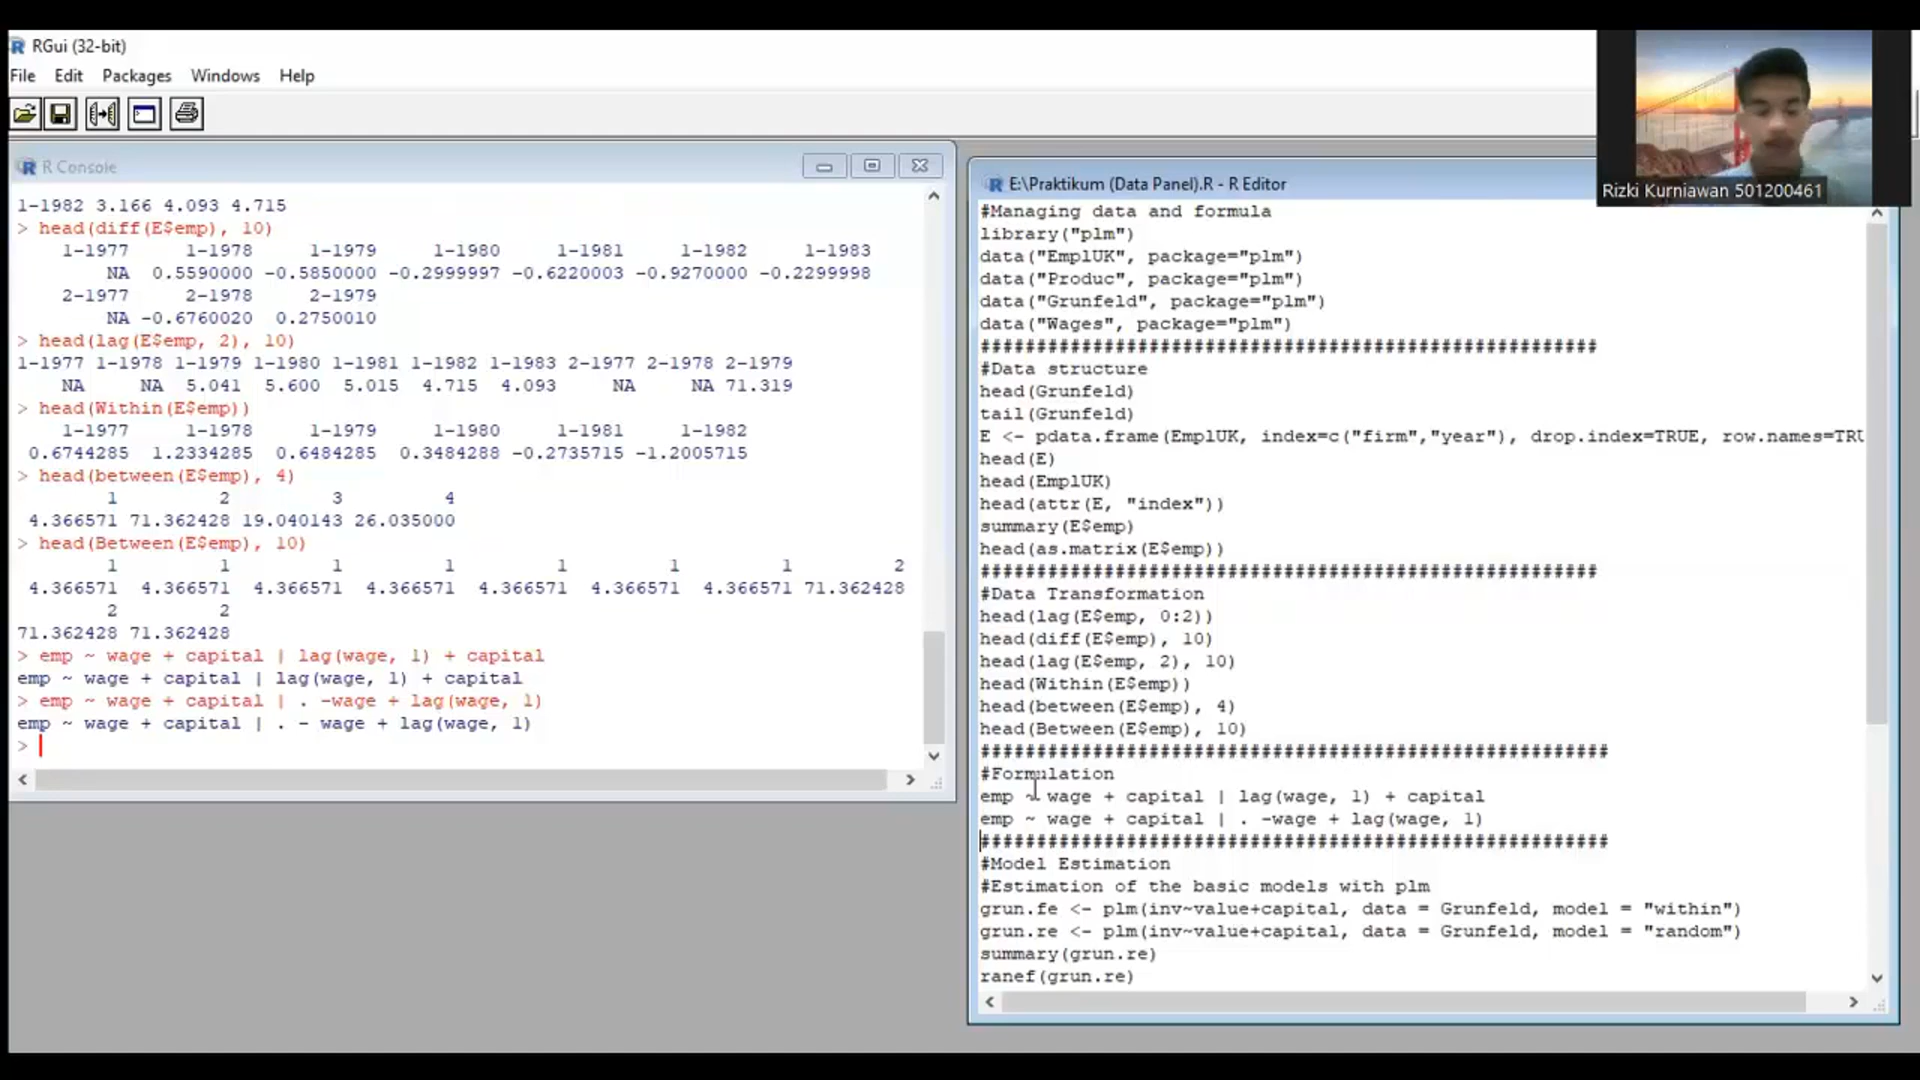 RGui (32-bit)
File Edit Packages Windows Help
R Console
1-1982 3.166 4.093 4.715
> head(diff(E$emp), 10)
1-1977 1-1978 1-1979 1-1980 1-1981 1-1982 1-1983
NA 0.5590000 -0.5850000 -0.2999997 -0.6220003 -0.9270000 -0.2299998
2-1977 2-1978 2-1979
NA -0.6760020 0.2750010
> head(lag(E$emp, 2), 10)
1-1977 1-1978 1-1979 1-1980 1-1981 1-1982 1-1983 2-1977 2-1978 2-1979
NA NA 5.041 5.600 5.015 4.715 4.093 NA NA 71.319
> head(Within(E$emp))
1-1977 1-1978 1-1979 1-1980 1-1981 1-1982
0.6744285 1.2334285 0.6484285 0.3484288 -0.2735715 -1.2005715
> head(between(E$emp), 4)
1 2 3 4
4.366571 71.362428 19.040143 26.035000
> head(Between(E$emp), 10)
1 1 1 1 1 1 1 2
4.366571 4.366571 4.366571 4.366571 4.366571 4.366571 4.366571 71.362428
2 2
71.362428 71.362428
> emp ~ wage + capital | lag(wage, 1) + capital
emp ~ wage + capital | lag(wage, 1) + capital
> emp ~ wage + capital | . -wage + lag(wage, 1)
emp ~ wage + capital | . - wage + lag(wage, 1)
>
E:\Praktikum (Data Panel).R - R Editor
#Managing data and formula
library("plm")
data("EmplUK", package="plm")
data("Produc", package="plm")
data("Grunfeld", package="plm")
data("Wages", package="plm")
#######################################################
#Data structure
head(Grunfeld)
tail(Grunfeld)
E <- pdata.frame(EmplUK, index=c("firm","year"), drop.index=TRUE, row.names=TRU
head(E)
head(EmplUK)
head(attr(E, "index"))
summary(E$emp)
head(as.matrix(E$emp))
#######################################################
#Data Transformation
head(lag(E$emp, 0:2))
head(diff(E$emp), 10)
head(lag(E$emp, 2), 10)
head(Within(E$emp))
head(between(E$emp), 4)
head(Between(E$emp), 10)
########################################################
#Formulation
emp ~ wage + capital | lag(wage, 1) + capital
emp ~ wage + capital | . -wage + lag(wage, 1)
########################################################
#Model Estimation
#Estimation of the basic models with plm
grun.fe <- plm(inv~value+capital, data = Grunfeld, model = "within")
grun.re <- plm(inv~value+capital, data = Grunfeld, model = "random")
summary(grun.re)
ranef(grun.re)
Rizki Kurniawan 501200461